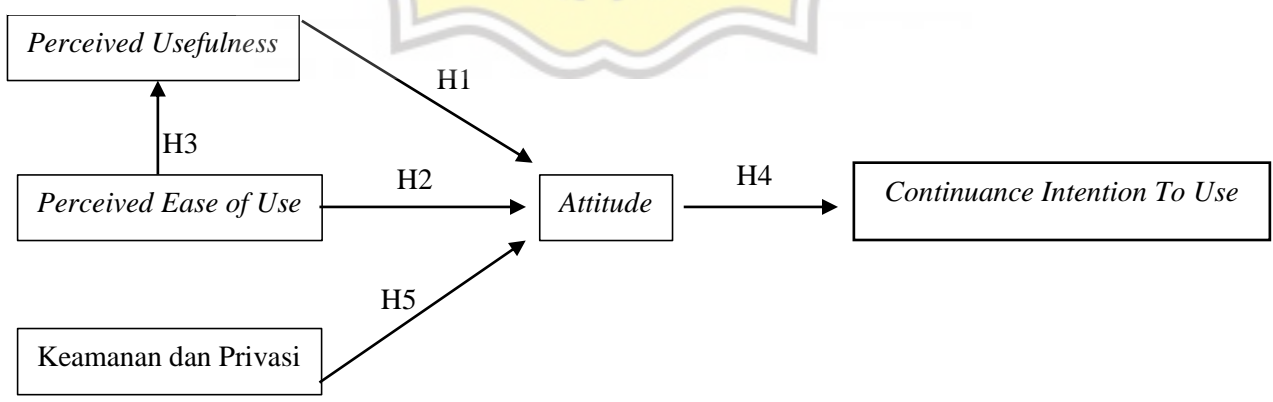 Perceived Usefulness
H1
H3
Perceived Ease of Use
H2
Attitude
H4
Continuance Intention To Use
H5
Keamanan dan Privasi